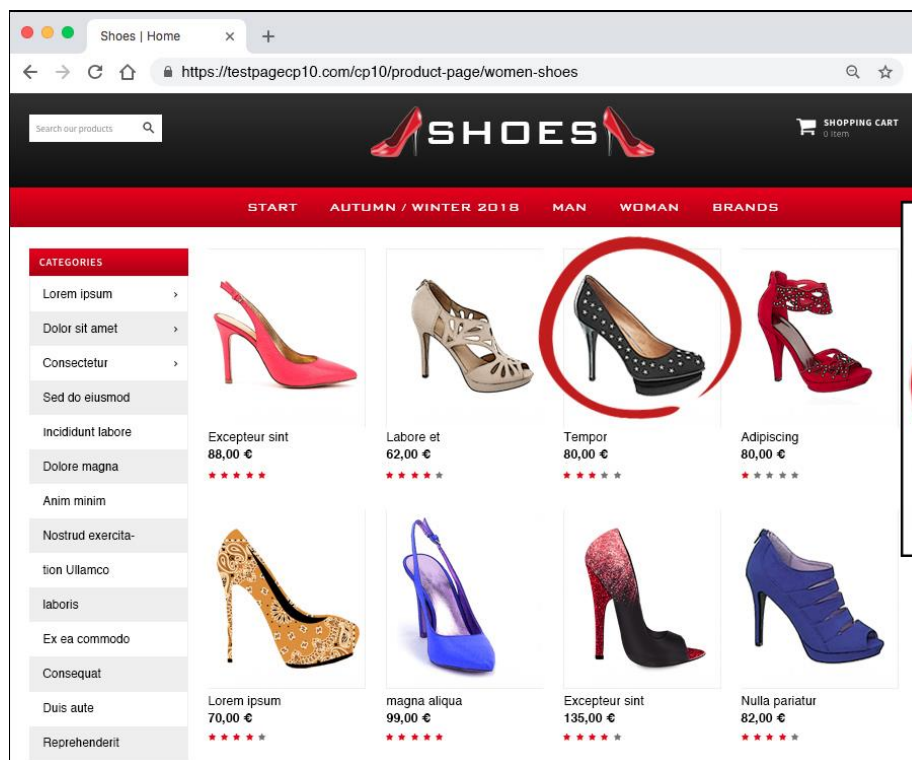 Shoes | Home
https://testpagecp10.com/cp10/product-page/women-shoes
Search our products
SHOES
SHOPPING CART
0 Item
START AUTUMN / WINTER 2018 MAN WOMAN BRANDS
CATEGORIES
Lorem ipsum
Dolor sit amet
Consectetur
Sed do eiusmod
Incididunt labore
Dolore magna
Anim minim
Nostrud exercita-
tion Ullamco
laboris
Ex ea commodo
Consequat
Duis aute
Reprehenderit
Excepteur sint
88,00 €
Labore et
62,00 €
Tempor
80,00 €
Adipiscing
80,00 €
Lorem ipsum
70,00 €
magna aliqua
99,00 €
Excepteur sint
135,00 €
Nulla pariatur
82,00 €